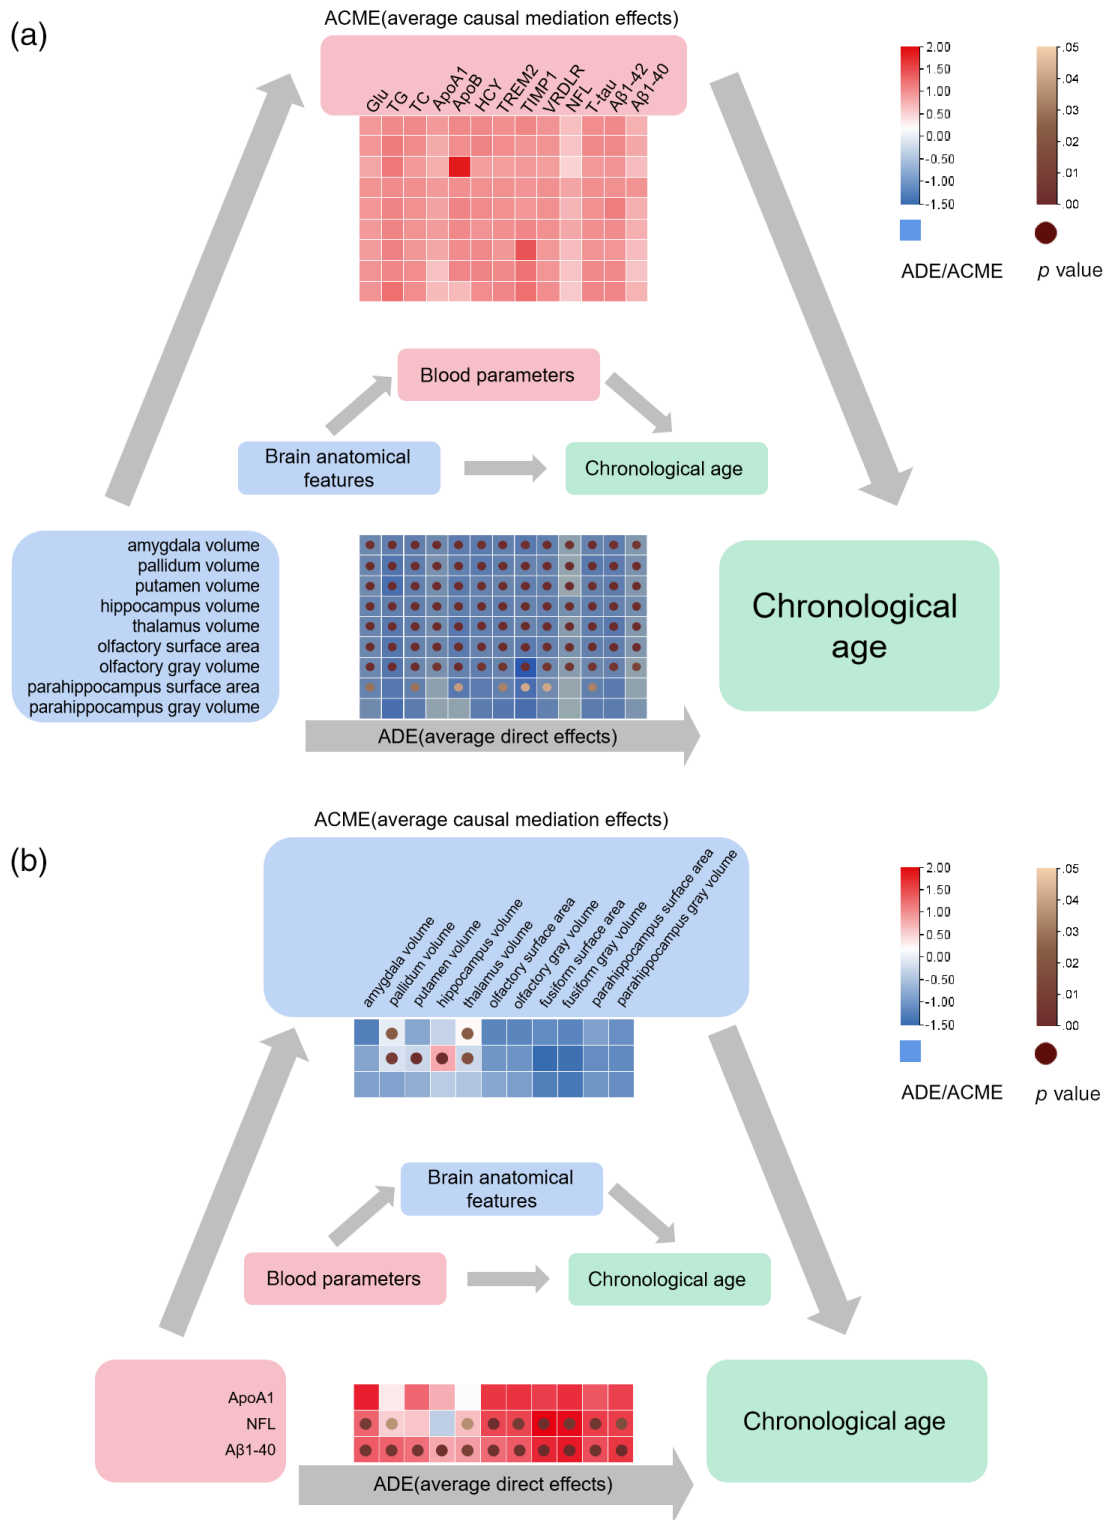 (a)
ACME(average causal mediation effects)
Glu
TG
TC
ApoA1
ApoB
HCY
TREM2
TIMP1
VRDLR
NFL
T-tau
Aβ1-42
Aβ1-40
2.00
1.50
1.00
0.50
0.00
-0.50
-1.00
-1.50
ADE/ACME
.05
.04
.03
.02
.01
.00
p value
Blood parameters
Brain anatomical
features
Chronological age
amygdala volume
pallidum volume
putamen volume
hippocampus volume
thalamus volume
olfactory surface area
olfactory gray volume
parahippocampus surface area
parahippocampus gray volume
ADE(average direct effects)
Chronological
age
(b)
ACME(average causal mediation effects)
amygdala volume
pallidum volume
putamen volume
hippocampus volume
thalamus volume
olfactory surface area
olfactory gray volume
fusiform surface area
fusiform gray volume
parahippocampus surface area
parahippocampus gray volume
2.00
1.50
1.00
0.50
0.00
-0.50
-1.00
-1.50
ADE/ACME
.05
.04
.03
.02
.01
.00
p value
Brain anatomical
features
Blood parameters
Chronological age
ApoA1
NFL
Aβ1-40
ADE(average direct effects)
Chronological age